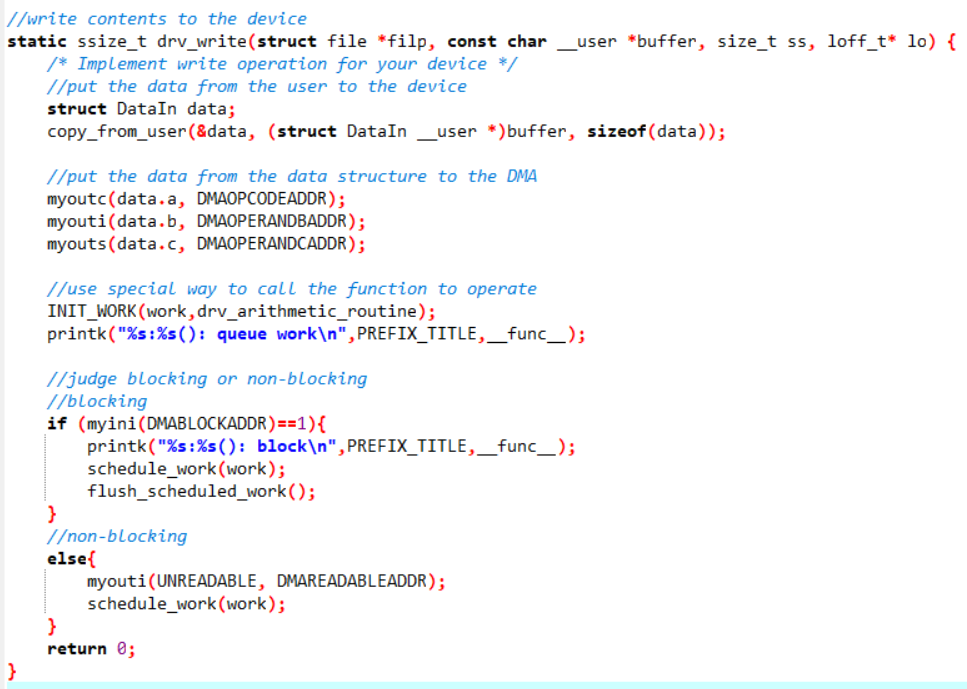 //write contents to the device
static ssize_t drv_write(struct file *filp, const char __user *buffer, size_t ss, loff_t* lo) {
    /* Implement write operation for your device */
    //put the data from the user to the device
    struct DataIn data;
    copy_from_user(&data, (struct DataIn __user *)buffer, sizeof(data));

    //put the data from the data structure to the DMA
    myoutc(data.a, DMAOPCODEADDR);
    myouti(data.b, DMAOPERANDBADDR);
    myouts(data.c, DMAOPERANDCADDR);

    //use special way to call the function to operate
    INIT_WORK(work,drv_arithmetic_routine);
    printk("%s:%s(): queue work\n",PREFIX_TITLE,__func__);

    //judge blocking or non-blocking
    //blocking
    if (myini(DMABLOCKADDR)==1){
        printk("%s:%s(): block\n",PREFIX_TITLE,__func__);
        schedule_work(work);
        flush_scheduled_work();
    }
    //non-blocking
    else{
        myouti(UNREADABLE, DMAREADABLEADDR);
        schedule_work(work);
    }
    return 0;
}